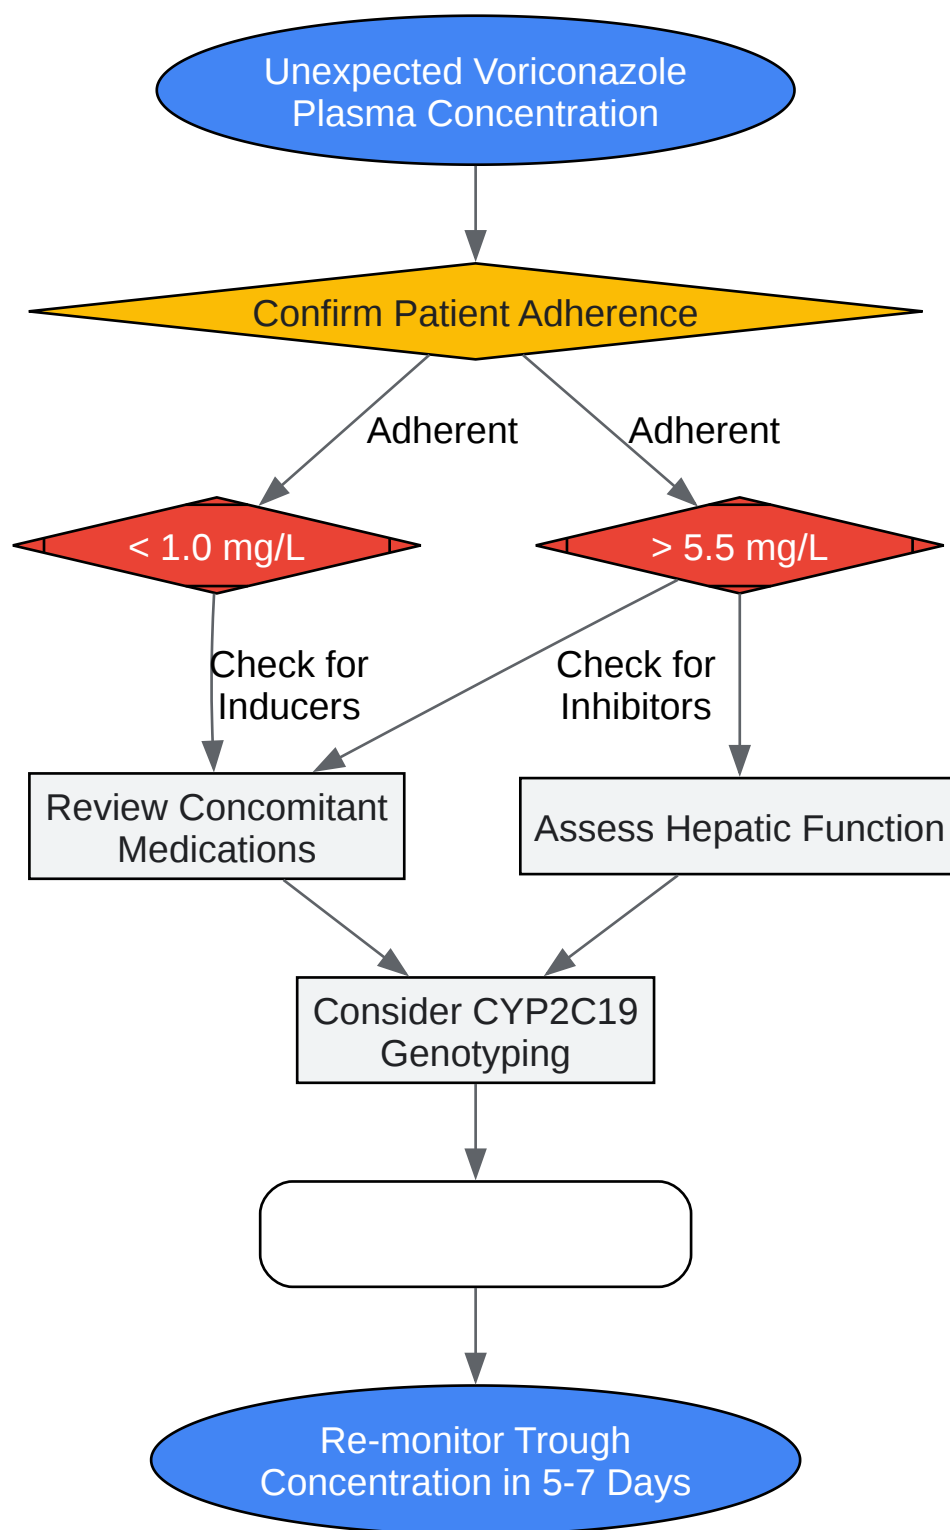 Unexpected Voriconazole
Plasma Concentration
Confirm Patient Adherence
Adherent
Adherent
< 1.0 mg/L
> 5.5 mg/L
Check for
Inducers
Check for
Inhibitors
Review Concomitant
Medications
Assess Hepatic Function
Consider CYP2C19
Genotyping
Re-monitor Trough
Concentration in 5-7 Days